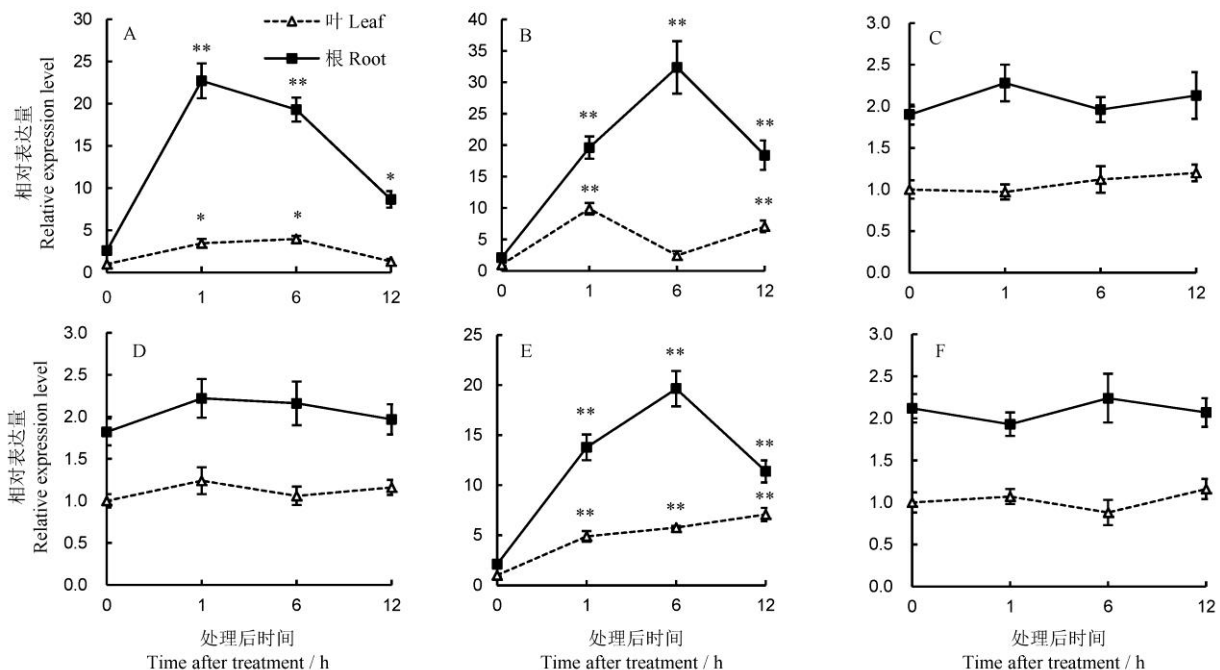 A
叶 Leaf
根 Root
相对表达量
Relative expression level
30
25
20
15
10
5
0
**
**
*
*
*
0 1 6 12
B
40
35
30
25
20
15
10
5
0
**
**
**
**
**
0 1 6 12
C
3.0
2.5
2.0
1.5
1.0
0.5
0.0
0 1 6 12
D
相对表达量
Relative expression level
3.0
2.5
2.0
1.5
1.0
0.5
0.0
0 1 6 12
处理后时间
Time after treatment / h
E
25
20
15
10
5
0
**
**
**
**
**
**
0 1 6 12
处理后时间
Time after treatment / h
F
3.0
2.5
2.0
1.5
1.0
0.5
0.0
0 1 6 12
处理后时间
Time after treatment / h